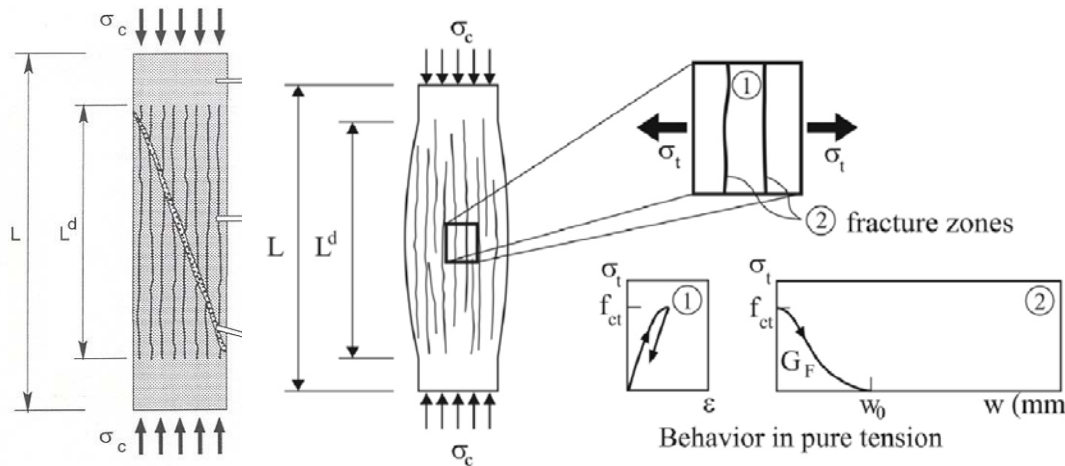 σc
L
Lᵈ
σc
σc
L
Lᵈ
σc
①
σt
σt
② fracture zones
σt
fct
①
ε
σt
fct
②
GF
w₀
w (mm
Behavior in pure tension